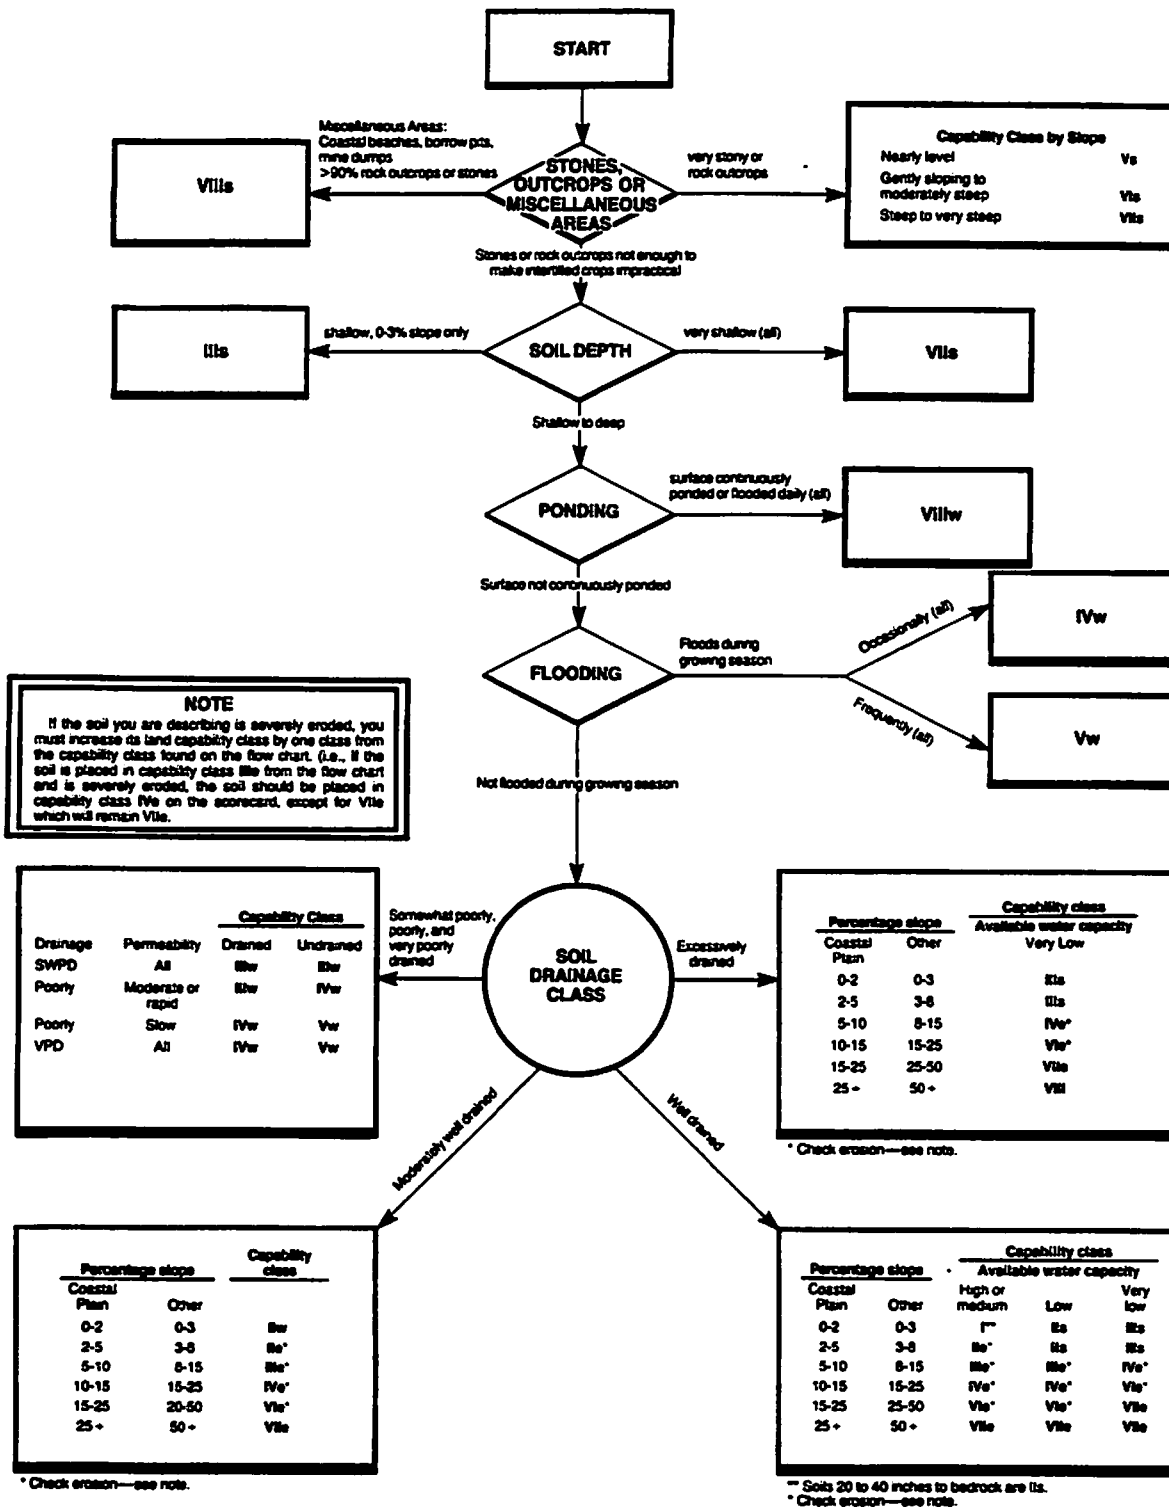 START
Miscellaneous Areas:
Coastal beaches, borrow pits,
mine dumps
>90% rock outcrops or stones
VIIIs
STONES,
OUTCROPS OR
MISCELLANEOUS
AREAS
very stony or
rock outcrops
Capability Class by Slope
Nearly level Vs
Gently sloping to
moderately steep VIs
Steep to very steep VIIs
Stones or rock outcrops not enough to
make intertilled crops impractical
IIIs
shallow, 0-3% slope only
SOIL DEPTH
very shallow (all)
VIIs
Shallow to deep
PONDING
surface continuously
ponded or flooded daily (all)
VIIIw
Surface not continuously ponded
FLOODING
Floods during
growing season
Occasionally (all)
IVw
Frequently (all)
Vw
NOTE
If the soil you are describing is severely eroded, you
must increase its land capability class by one class from
the capability class found on the flow chart. (i.e., if the
soil is placed in capability class IIIe from the flow chart
and is severely eroded, the soil should be placed in
capability class IVe on the scorecard, except for VIIe
which will remain VIIe.
Not flooded during growing season
Capability Class
Drainage Permeability Drained Undrained
SWPD All IIIw IIIw
Poorly Moderate or rapid IIIw IVw
Poorly Slow IVw Vw
VPD All IVw Vw
Somewhat poorly,
poorly, and
very poorly
drained
SOIL
DRAINAGE
CLASS
Excessively
drained
Percentage slope Capability class
Available water capacity
Coastal Plain Other Very Low
0-2 0-3 IIIs
2-5 3-8 IIIs
5-10 8-15 IVe*
10-15 15-25 VIe*
15-25 25-50 VIIe
25 + 50 + VIII
* Check erosion—see note.
Moderately well drained
Well drained
Percentage slope Capability class
Coastal Plain Other
0-2 0-3 IIw
2-5 3-8 IIe*
5-10 8-15 IIIe*
10-15 15-25 IVe*
15-25 20-50 VIe*
25 + 50 + VIIe
* Check erosion—see note.
Capability class
Percentage slope Available water capacity
Coastal Plain Other High or medium Low Very low
0-2 0-3 I** IIs IIIs
2-5 3-8 IIe* IIs IIIs
5-10 8-15 IIIe* IIIe* IVe*
10-15 15-25 IVe* IVe* VIe*
15-25 25-50 VIe* VIe* VIIe
25 + 50 + VIIe VIIe VIIe
** Soils 20 to 40 inches to bedrock are IIs.
* Check erosion—see note.